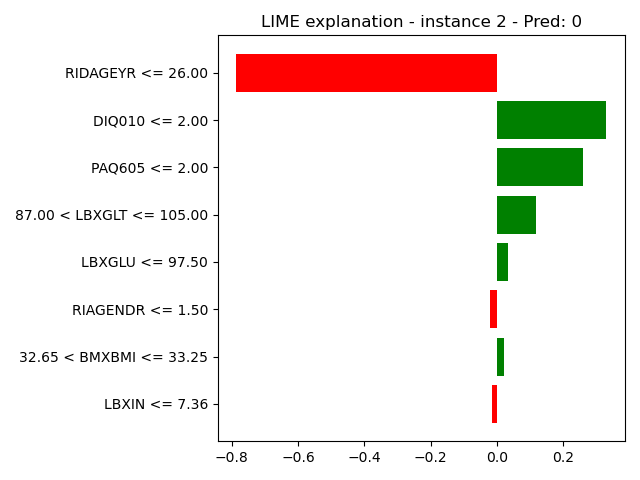 LIME explanation - instance 2 - Pred: 0
RIDAGEYR <= 26.00
DIQ010 <= 2.00
PAQ605 <= 2.00
87.00 < LBXGLT <= 105.00
LBXGLU <= 97.50
RIAGENDR <= 1.50
32.65 < BMXBMI <= 33.25
LBXIN <= 7.36
−0.8 −0.6 −0.4 −0.2 0.0 0.2